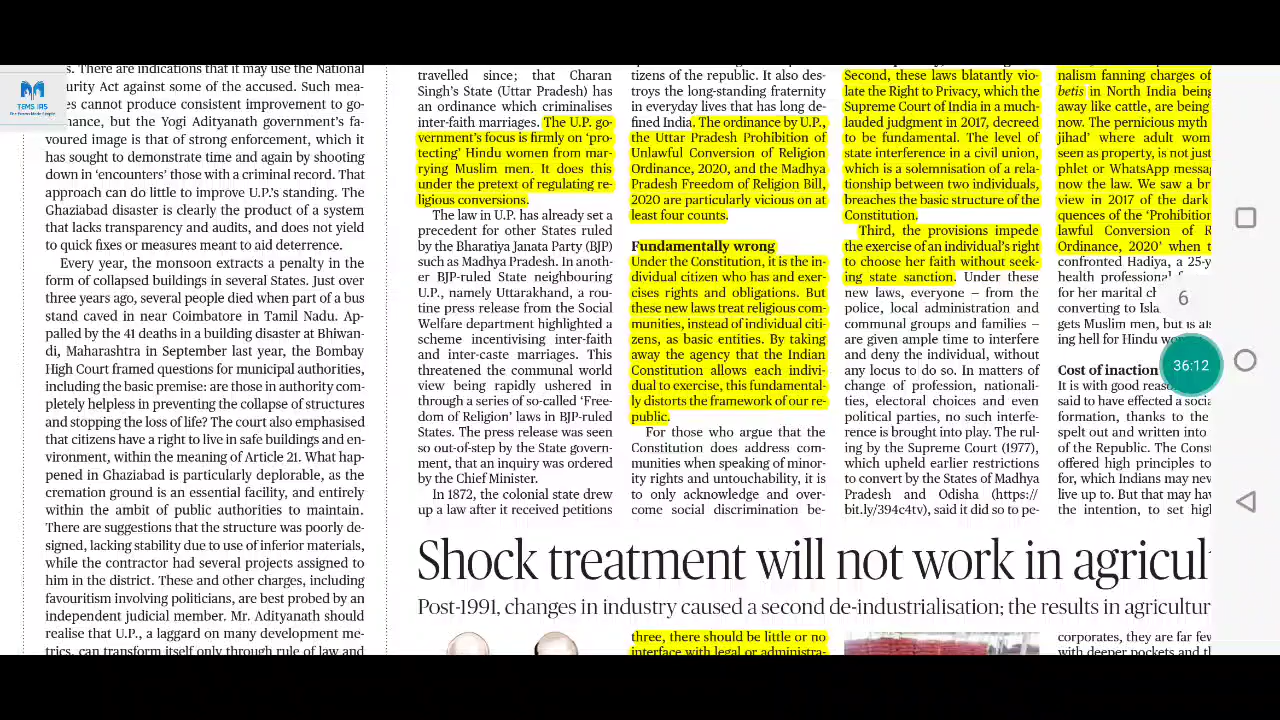 TEMS IAS
s. There are indications that it may use the National
urity Act against some of the accused. Such mea-
es cannot produce consistent improvement to go-
nance, but the Yogi Adityanath government's fa-
voured image is that of strong enforcement, which it
has sought to demonstrate time and again by shooting
down in 'encounters' those with a criminal record. That
approach can do little to improve U.P.'s standing. The
Ghaziabad disaster is clearly the product of a system
that lacks transparency and audits, and does not yield
to quick fixes or measures meant to aid deterrence.
Every year, the monsoon extracts a penalty in the
form of collapsed buildings in several States. Just over
three years ago, several people died when part of a bus
stand caved in near Coimbatore in Tamil Nadu. Ap-
palled by the 41 deaths in a building disaster at Bhiwan-
di, Maharashtra in September last year, the Bombay
High Court framed questions for municipal authorities,
including the basic premise: are those in authority com-
pletely helpless in preventing the collapse of structures
and stopping the loss of life? The court also emphasised
that citizens have a right to live in safe buildings and en-
vironment, within the meaning of Article 21. What hap-
pened in Ghaziabad is particularly deplorable, as the
cremation ground is an essential facility, and entirely
within the ambit of public authorities to maintain.
There are suggestions that the structure was poorly de-
signed, lacking stability due to use of inferior materials,
while the contractor had several projects assigned to
him in the district. These and other charges, including
favouritism involving politicians, are best probed by an
independent judicial member. Mr. Adityanath should
realise that U.P., a laggard on many development me-
trics, can transform itself only through rule of law and
travelled since; that Charan
Singh's State (Uttar Pradesh) has
an ordinance which criminalises
inter-faith marriages. The U.P. go-
vernment's focus is firmly on 'pro-
tecting' Hindu women from mar-
rying Muslim men. It does this
under the pretext of regulating re-
ligious conversions.
The law in U.P. has already set a
precedent for other States ruled
by the Bharatiya Janata Party (BJP)
such as Madhya Pradesh. In anoth-
er BJP-ruled State neighbouring
U.P., namely Uttarakhand, a rou-
tine press release from the Social
Welfare department highlighted a
scheme incentivising inter-faith
and inter-caste marriages. This
threatened the communal world
view being rapidly ushered in
through a series of so-called 'Free-
dom of Religion' laws in BJP-ruled
States. The press release was seen
so out-of-step by the State govern-
ment, that an inquiry was ordered
by the Chief Minister.
In 1872, the colonial state drew
up a law after it received petitions
tizens of the republic. It also des-
troys the long-standing fraternity
in everyday lives that has long de-
fined India. The ordinance by U.P.,
the Uttar Pradesh Prohibition of
Unlawful Conversion of Religion
Ordinance, 2020, and the Madhya
Pradesh Freedom of Religion Bill,
2020 are particularly vicious on at
least four counts.
Fundamentally wrong
Under the Constitution, it is the in-
dividual citizen who has and exer-
cises rights and obligations. But
these new laws treat religious com-
munities, instead of individual citi-
zens, as basic entities. By taking
away the agency that the Indian
Constitution allows each indivi-
dual to exercise, this fundamental-
ly distorts the framework of our re-
public.
For those who argue that the
Constitution does address com-
munities when speaking of minor-
ity rights and untouchability, it is
to only acknowledge and over-
come social discrimination be-
Second, these laws blatantly vio-
late the Right to Privacy, which the
Supreme Court of India in a much-
lauded judgment in 2017, decreed
to be fundamental. The level of
state interference in a civil union,
which is a solemnisation of a rela-
tionship between two individuals,
breaches the basic structure of the
Constitution.
Third, the provisions impede
the exercise of an individual's right
to choose her faith without seek-
ing state sanction. Under these
new laws, everyone – from the
police, local administration and
communal groups and families –
are given ample time to interfere
and deny the individual, without
any locus to do so. In matters of
change of profession, nationali-
ties, electoral choices and even
political parties, no such interfe-
rence is brought into play. The rul-
ing by the Supreme Court (1977),
which upheld earlier restrictions
to convert by the States of Madhya
Pradesh and Odisha (https://
bit.ly/394c4tv), said it did so to pe-
nalism fanning charges of
betis in North India being
away like cattle, are being
now. The pernicious myth
jihad' where adult wom
seen as property, is not just
phlet or WhatsApp messag
now the law. We saw a br
view in 2017 of the dark
quences of the 'Prohibition
lawful Conversion of R
Ordinance, 2020' when t
confronted Hadiya, a 25-y
health professional
for her marital ch
converting to Isla
gets Muslim men, but is als
ing hell for Hindu wo
Cost of inaction
It is with good reaso
said to have effected a socia
formation, thanks to the
spelt out and written into
of the Republic. The Const
offered high principles to
for, which Indians may nev
live up to. But that may hav
the intention, to set high
6
36:12
Shock treatment will not work in agricul
Post-1991, changes in industry caused a second de-industrialisation; the results in agricultur
three, there should be little or no
interface with legal or administra-
corporates, they are far few
with deeper pockets and th